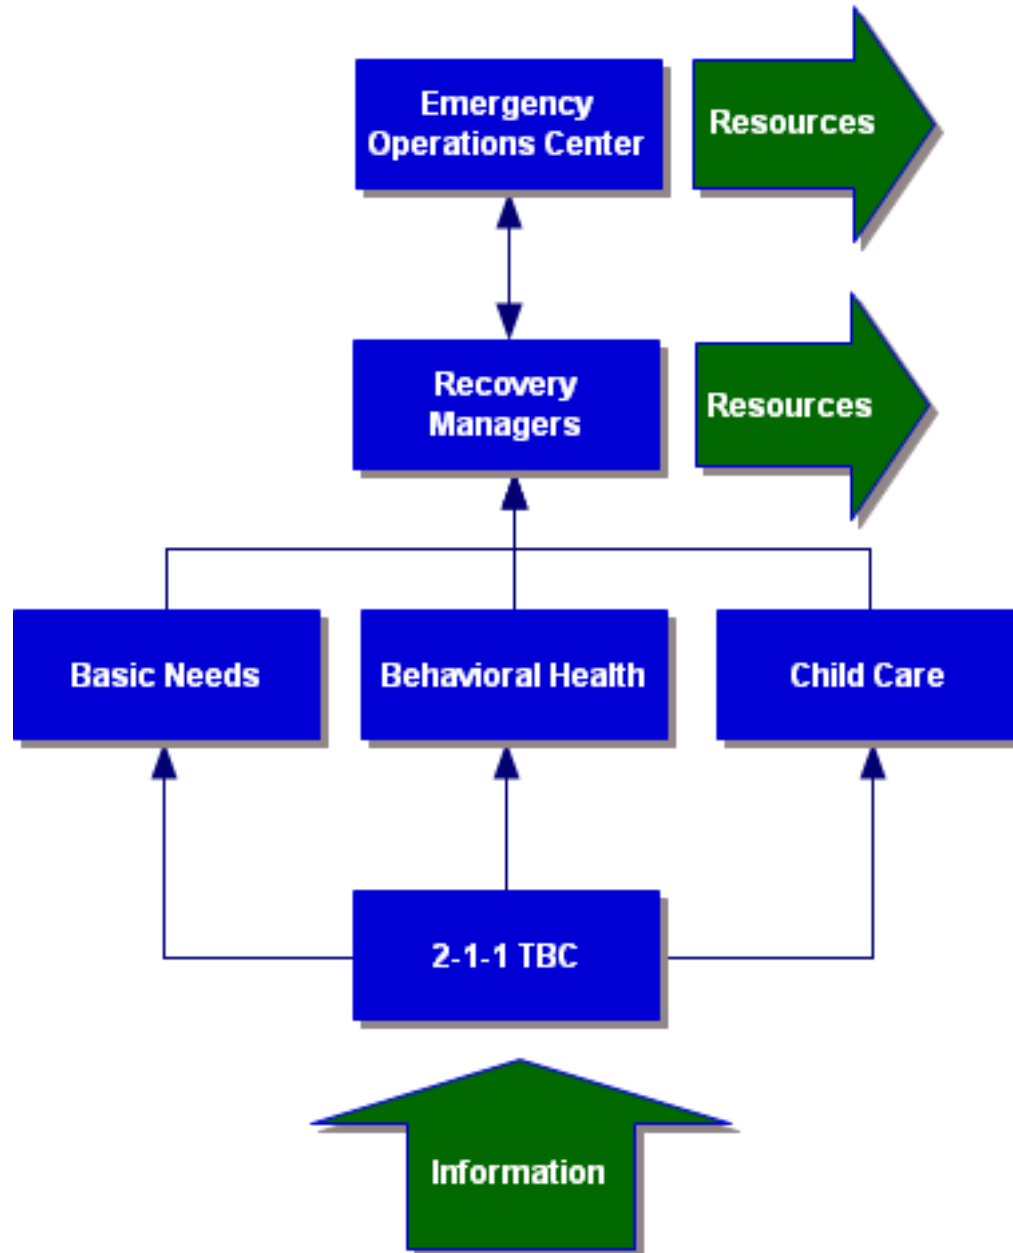 Emergency
Operations Center
Resources
Recovery
Managers
Resources
Basic Needs
Behavioral Health
Child Care
2-1-1 TBC
Information